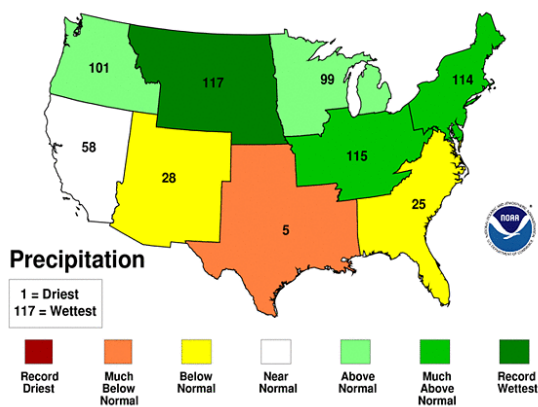 101
117
99
114
58
115
28
25
5
NOAA
Precipitation
1 = Driest
117 = Wettest
Record
Driest
Much
Below
Normal
Below
Normal
Near
Normal
Above
Normal
Much
Above
Normal
Record
Wettest